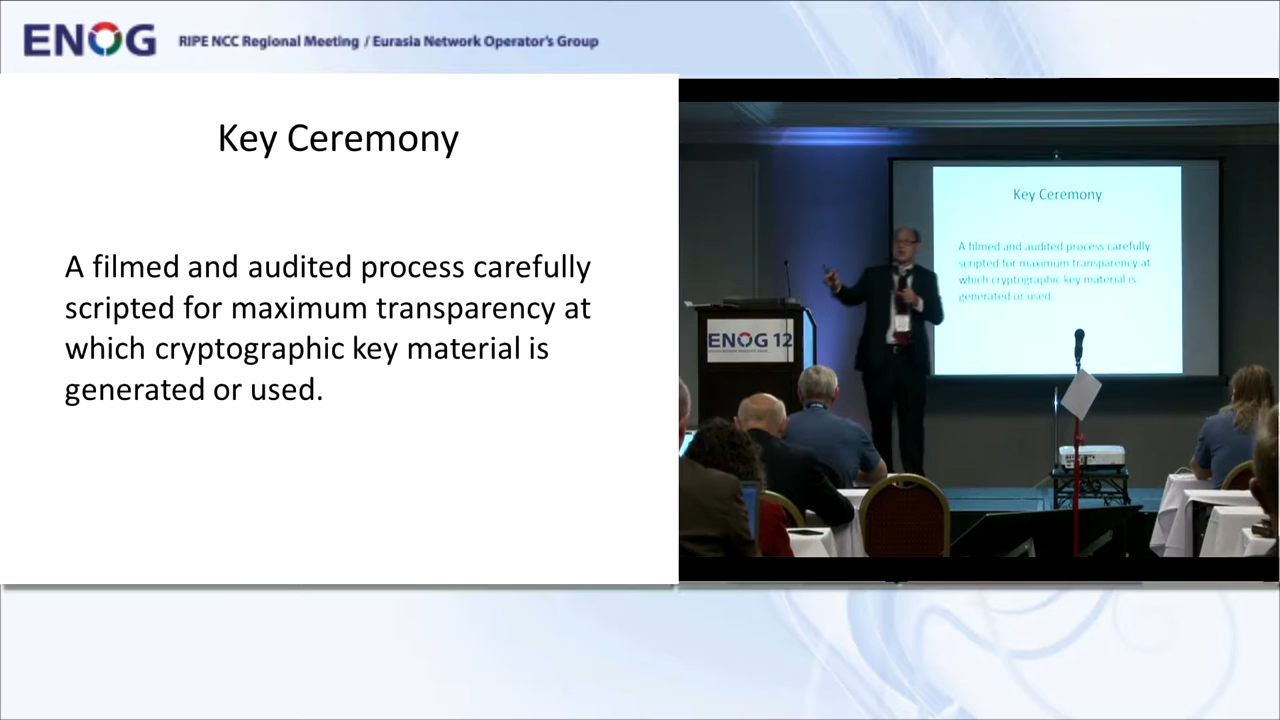 ENOG RIPE NCC Regional Meeting / Eurasia Network Operator's Group
Key Ceremony
A filmed and audited process carefully
scripted for maximum transparency at
which cryptographic key material is
generated or used.
Key Ceremony
A filmed and audited process carefully
scripted for maximum transparency at
which cryptographic key material is
generated or used.
ENOG 12